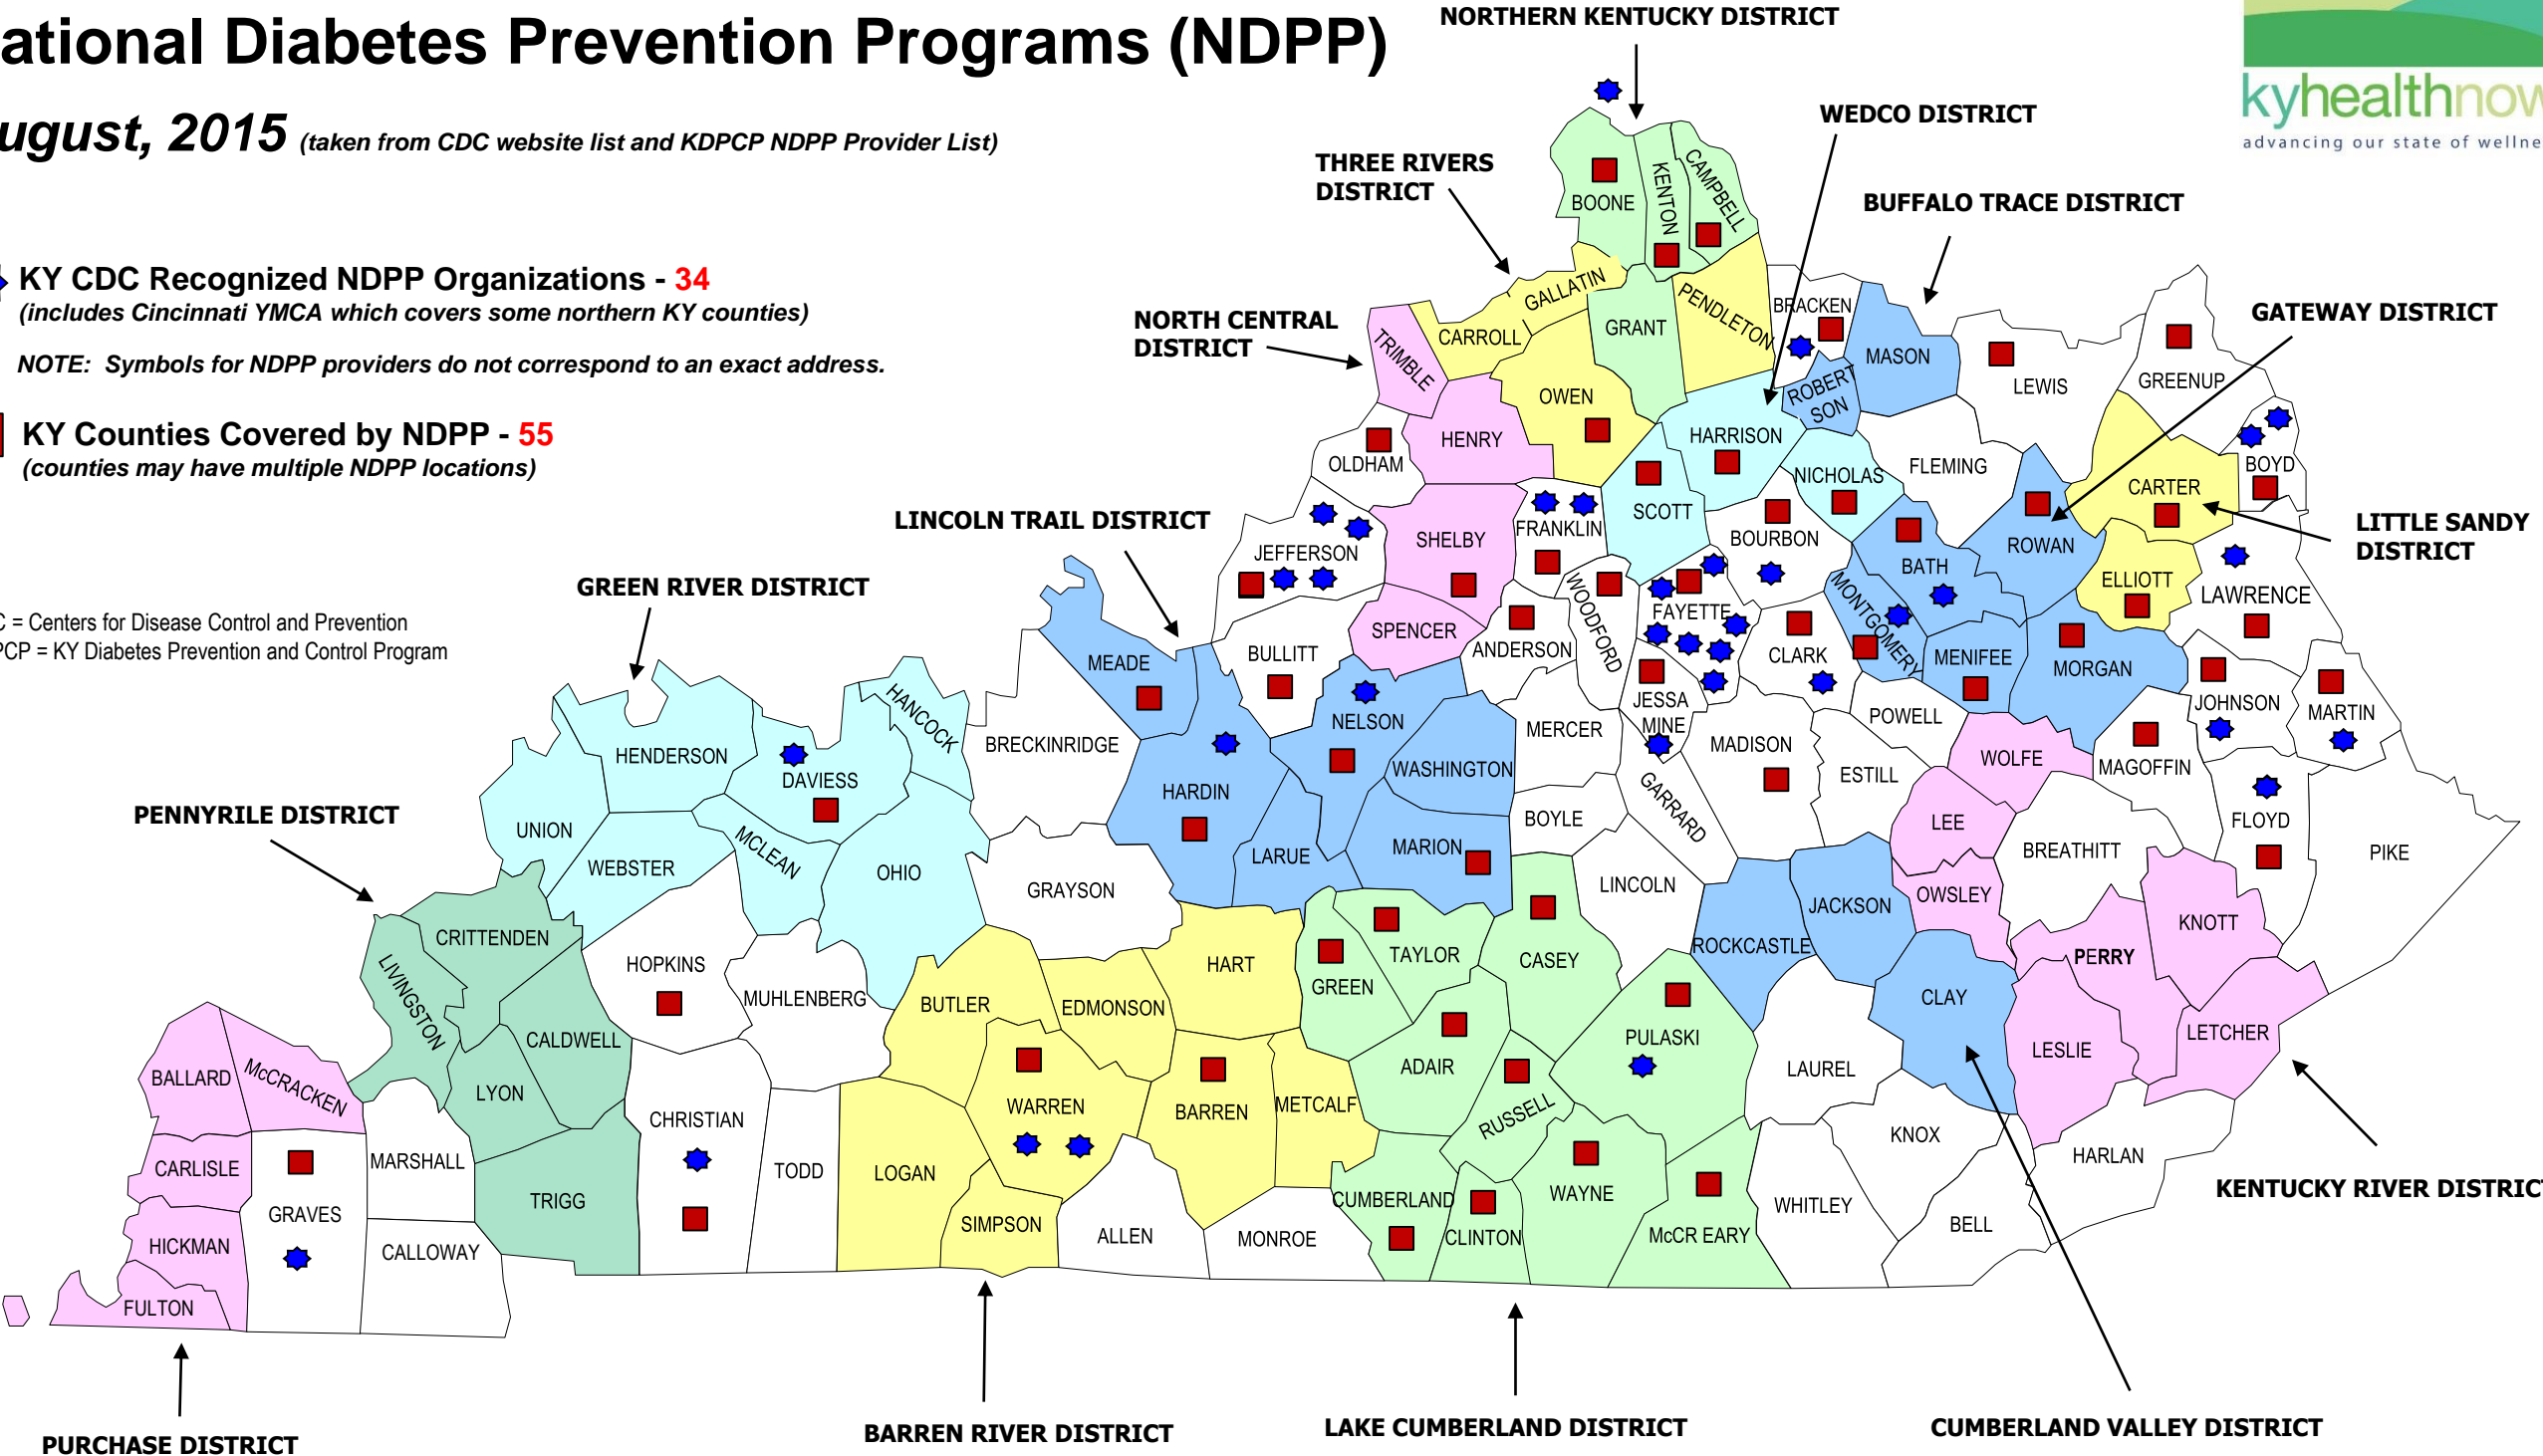 ational Diabetes Prevention Programs (NDPP)
ugust, 2015 (taken from CDC website list and KDPCP NDPP Provider List)
kyhealthnow
advancing our state of wellne
KY CDC Recognized NDPP Organizations - 34
(includes Cincinnati YMCA which covers some northern KY counties)
NOTE: Symbols for NDPP providers do not correspond to an exact address.
KY Counties Covered by NDPP - 55
(counties may have multiple NDPP locations)
C = Centers for Disease Control and Prevention
PCP = KY Diabetes Prevention and Control Program
NORTHERN KENTUCKY DISTRICT
WEDCO DISTRICT
THREE RIVERS
DISTRICT
BUFFALO TRACE DISTRICT
NORTH CENTRAL
DISTRICT
GATEWAY DISTRICT
LINCOLN TRAIL DISTRICT
LITTLE SANDY
DISTRICT
GREEN RIVER DISTRICT
PENNYRILE DISTRICT
KENTUCKY RIVER DISTRICT
PURCHASE DISTRICT
BARREN RIVER DISTRICT
LAKE CUMBERLAND DISTRICT
CUMBERLAND VALLEY DISTRICT
BOONE
KENTON
CAMPBELL
GALLATIN
CARROLL
TRIMBLE
GRANT
PENDLETON
BRACKEN
MASON
ROBERT
SON
LEWIS
GREENUP
OWEN
HENRY
OLDHAM
HARRISON
NICHOLAS
FLEMING
CARTER
BOYD
SCOTT
FRANKLIN
SHELBY
JEFFERSON
BOURBON
BATH
ROWAN
ELLIOTT
LAWRENCE
WOODFORD
FAYETTE
MONTGOMERY
SPENCER
ANDERSON
BULLITT
CLARK
MENIFEE
MORGAN
MEADE
JESSA
MINE
JOHNSON
MARTIN
HANCOCK
NELSON
MERCER
MADISON
POWELL
BRECKINRIDGE
HENDERSON
DAVIESS
WASHINGTON
ESTILL
WOLFE
MAGOFFIN
HARDIN
GARRARD
UNION
MCLEAN
BOYLE
LEE
FLOYD
WEBSTER
OHIO
LARUE
MARION
BREATHITT
PIKE
GRAYSON
LINCOLN
OWSLEY
JACKSON
KNOTT
CRITTENDEN
ROCKCASTLE
PERRY
HOPKINS
HART
TAYLOR
CASEY
GREEN
LIVINGSTON
MUHLENBERG
BUTLER
EDMONSON
CLAY
CALDWELL
PULASKI
LETCHER
LESLIE
BALLARD
McCRACKEN
LYON
ADAIR
LAUREL
CHRISTIAN
WARREN
BARREN
METCALF
RUSSELL
KNOX
MARSHALL
CARLISLE
TODD
LOGAN
HARLAN
TRIGG
CUMBERLAND
WAYNE
WHITLEY
GRAVES
SIMPSON
ALLEN
MONROE
CLINTON
McCR EARY
BELL
HICKMAN
CALLOWAY
FULTON